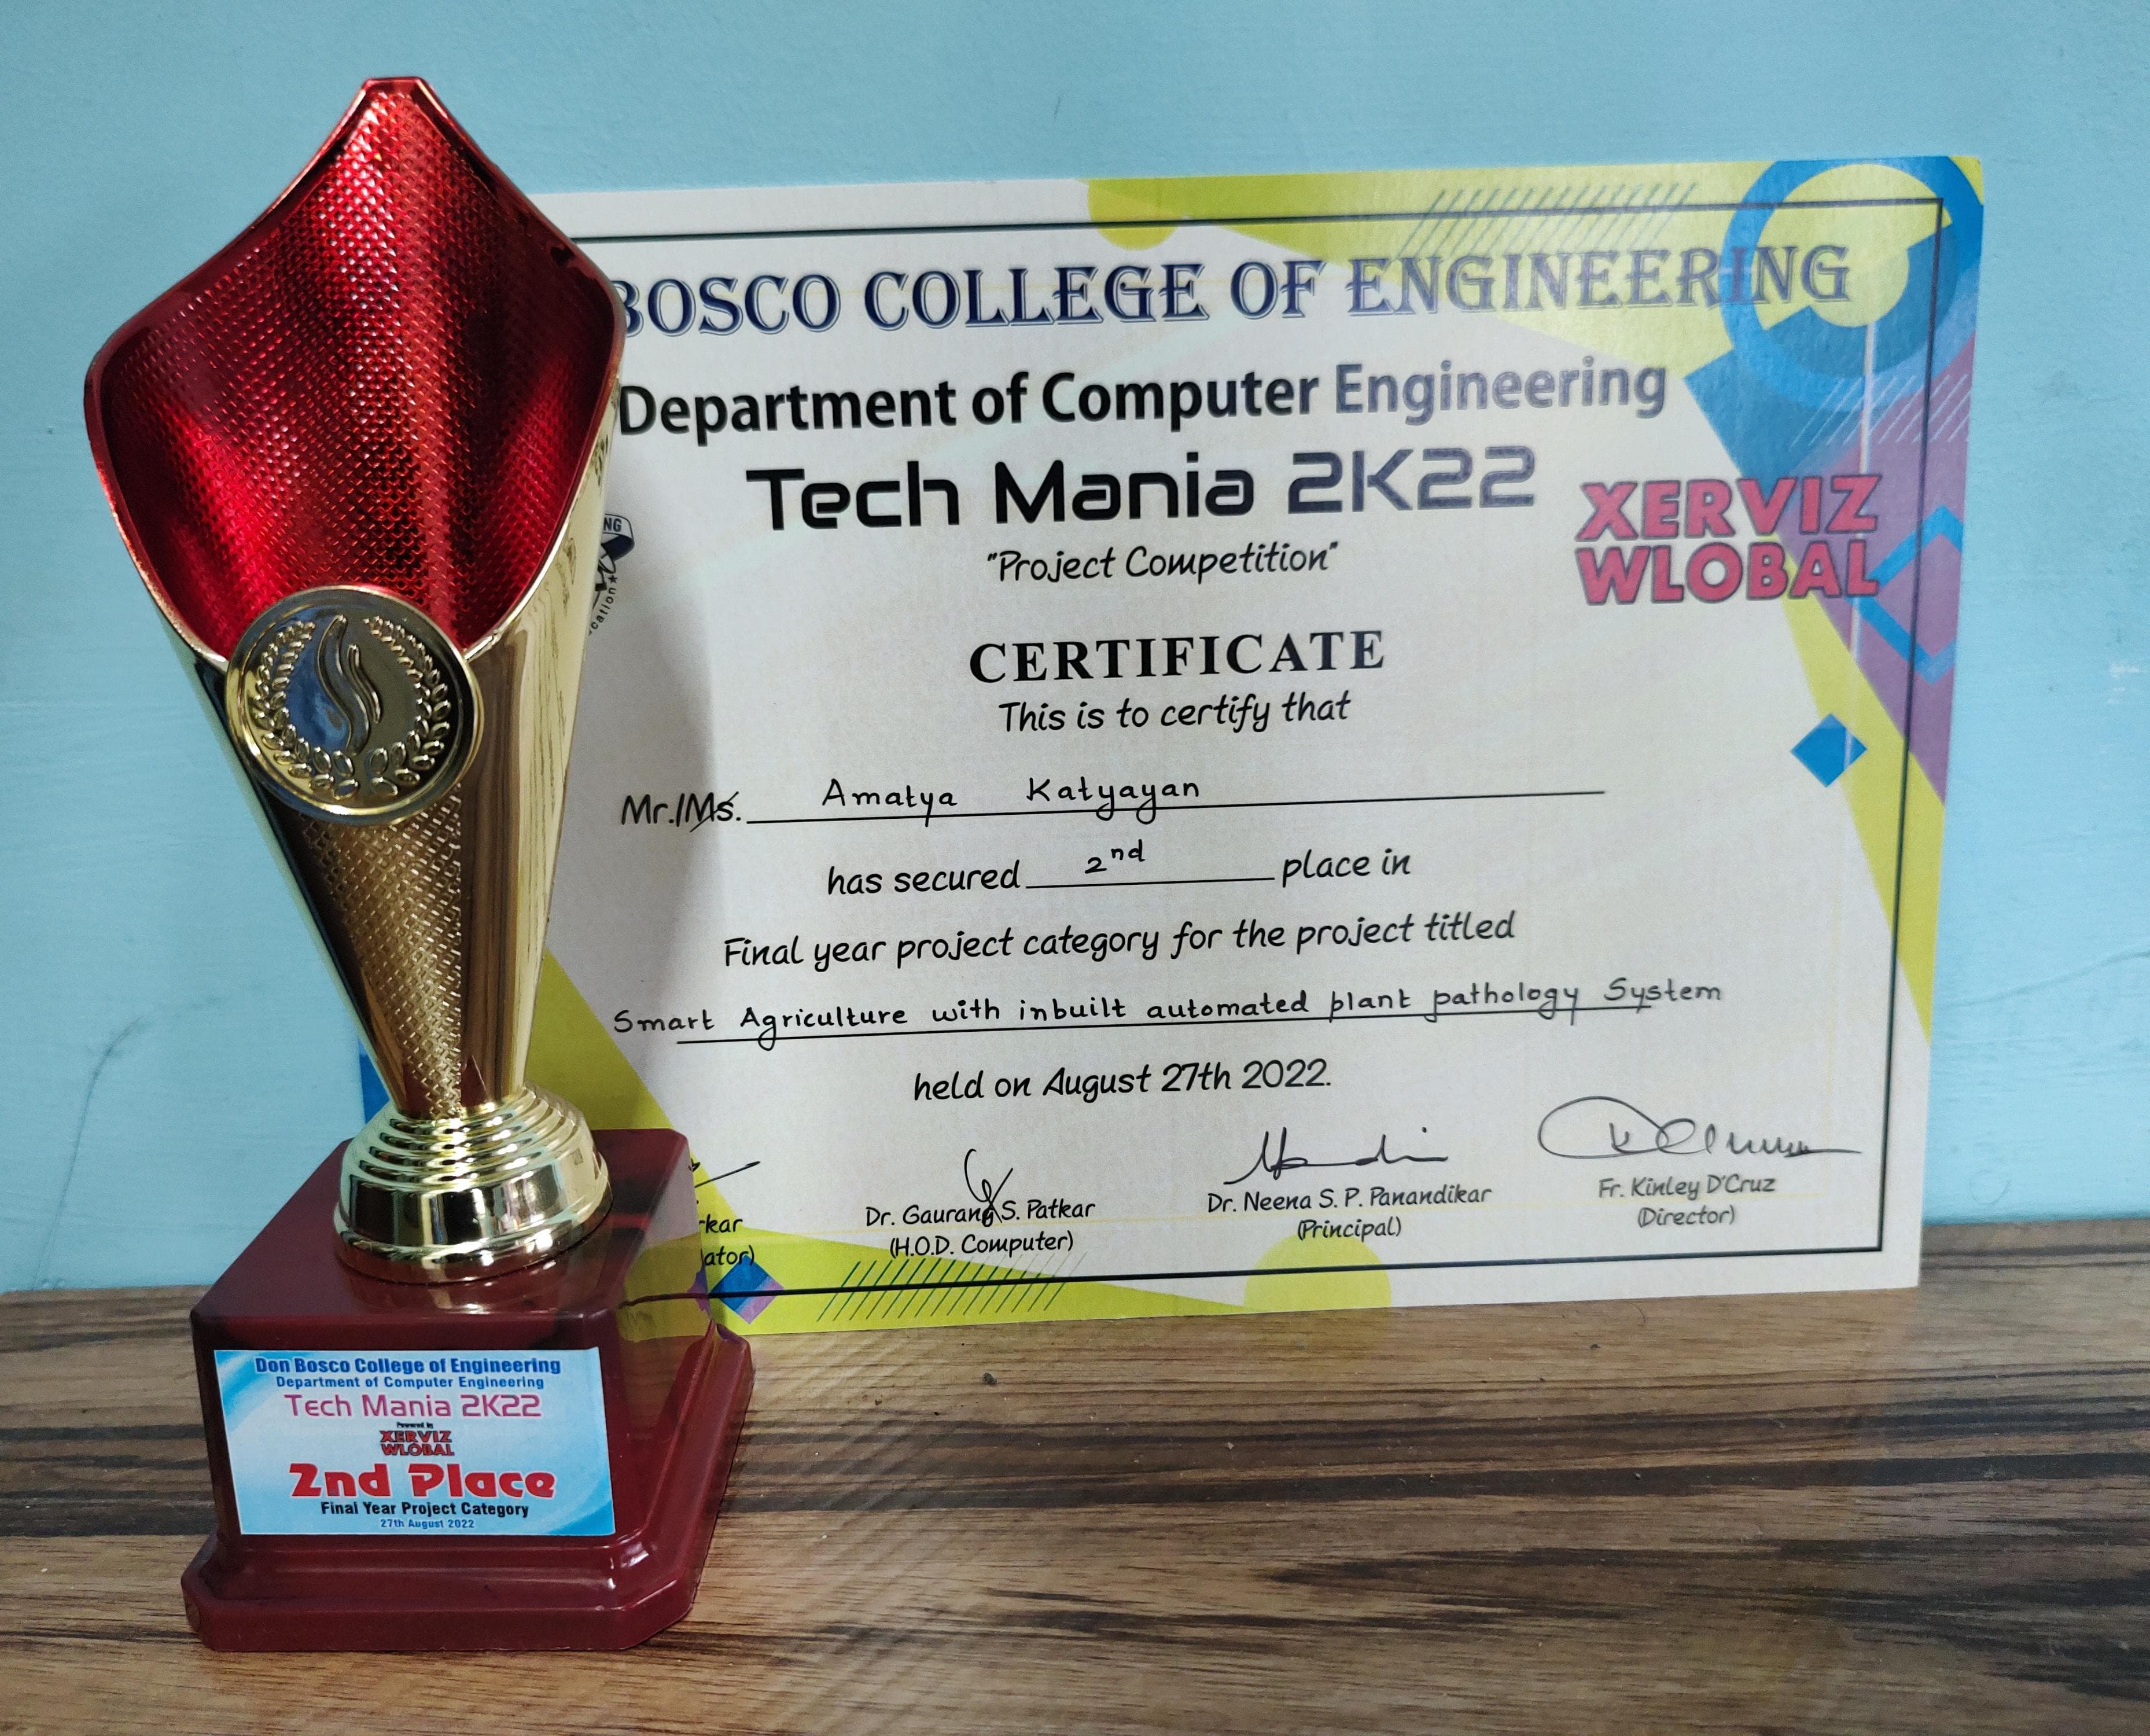 BOSCO COLLEGE OF ENGINEERING
Department of Computer Engineering
Tech Mania 2K22
"Project Competition"
XERVIZ
WLOBAL
CERTIFICATE
This is to certify that
Mr./Ms. Amatya Katyayan
has secured 2nd place in
Final year project category for the project titled
Smart Agriculture with inbuilt automated plant pathology System
held on August 27th 2022.
Dr. Gaurang S. Patkar
(H.O.D. Computer)
Dr. Neena S. P. Panandikar
(Principal)
Fr. Kinley D'Cruz
(Director)
Don Bosco College of Engineering
Department of Computer Engineering
Tech Mania 2K22
Powered by
XERVIZ
WLOBAL
2nd Place
Final Year Project Category
27th August 2022